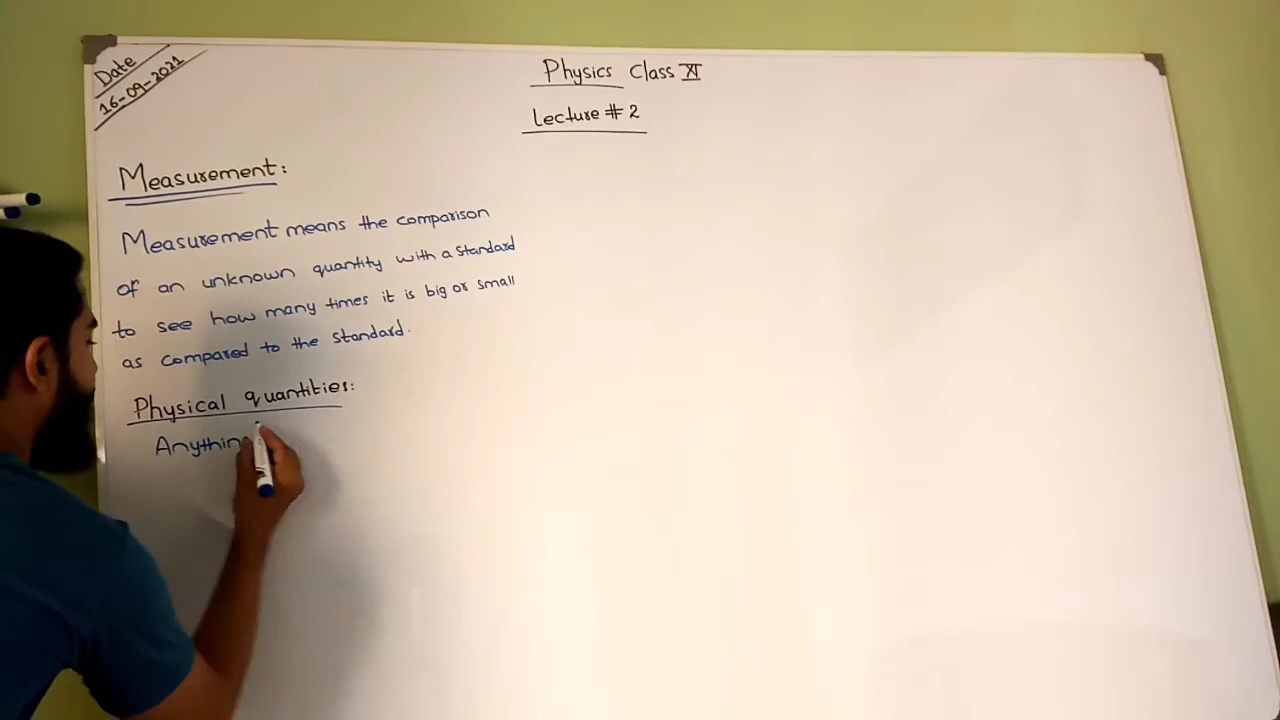 Date
16-09-2021
Physics Class XI
Lecture # 2
Measurement:
Measurement means the comparison
of an unknown quantity with a standard
to see how many times it is big or small
as compared to the standard.
Physical quantities:
Anythin